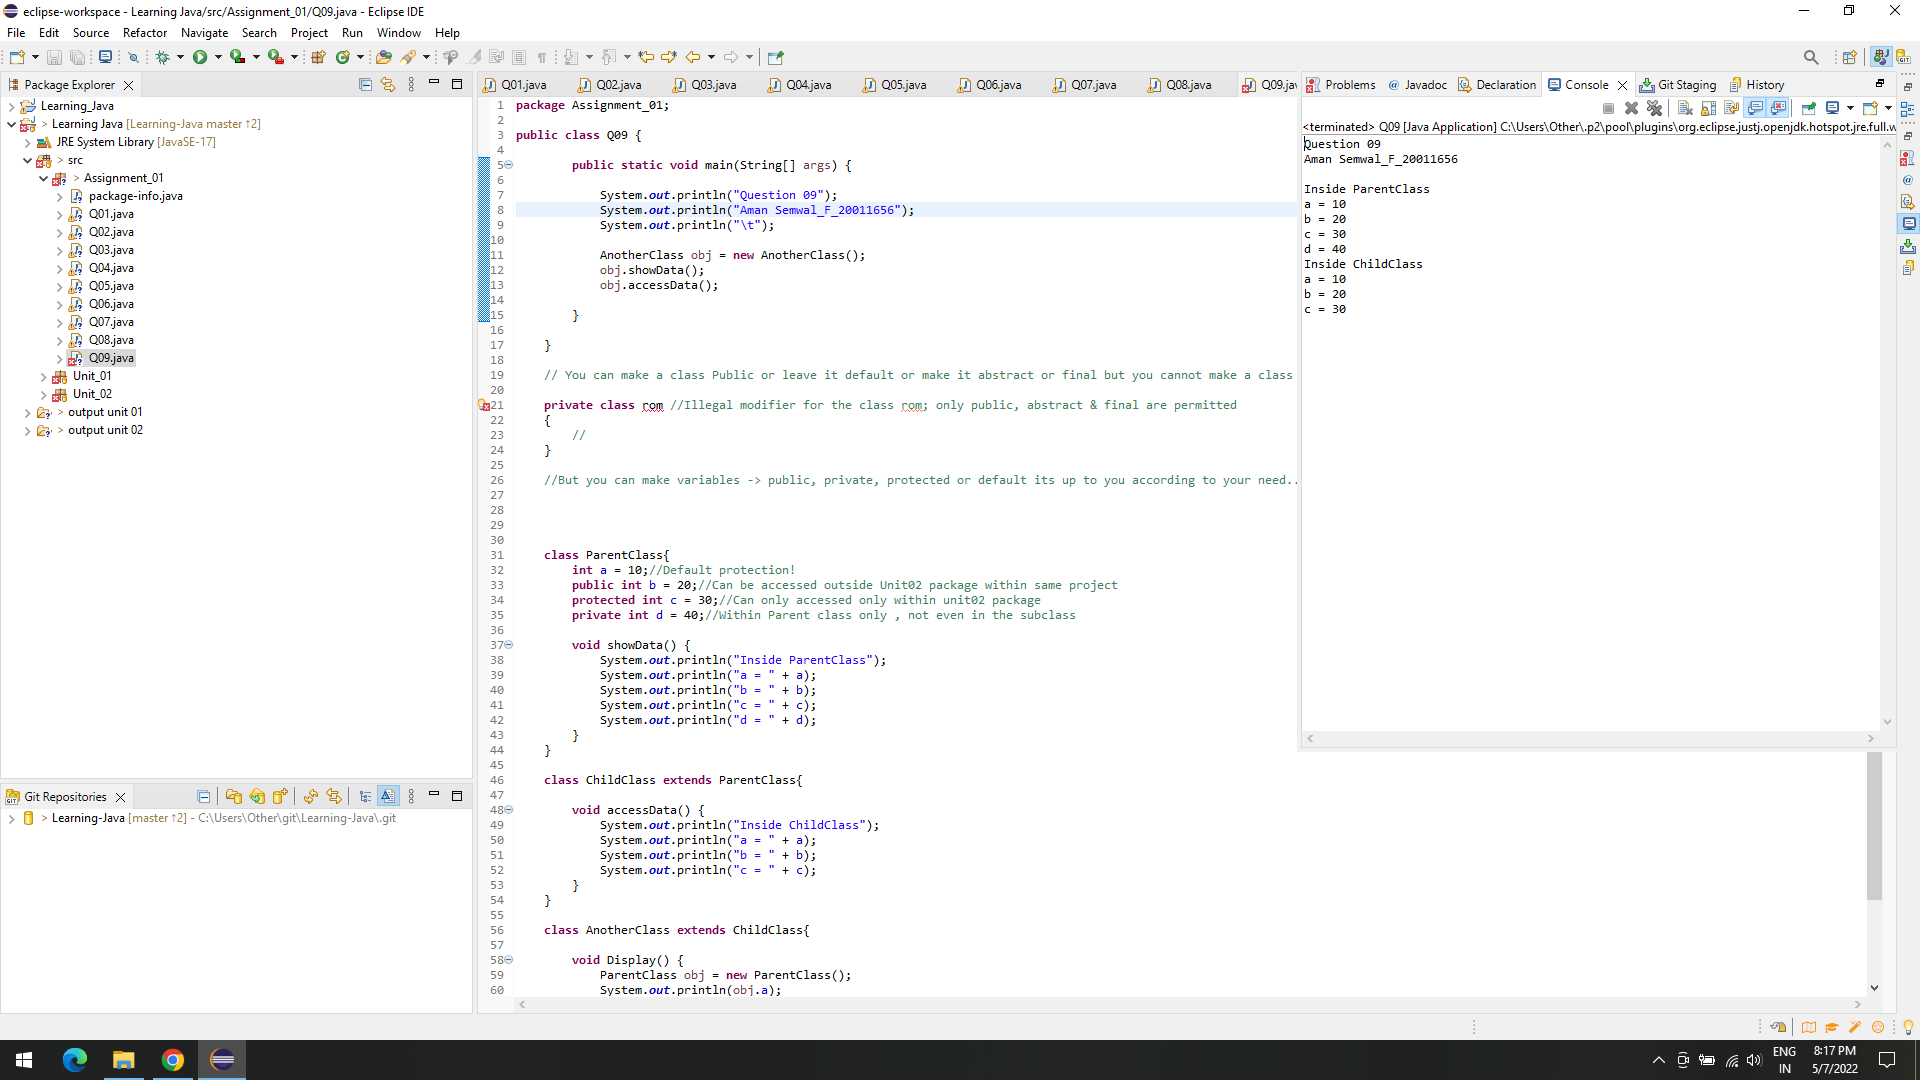 eclipse-workspace - Learning Java/src/Assignment_01/Q09.java - Eclipse IDE
File Edit Source Refactor Navigate Search Project Run Window Help
Package Explorer
Learning_Java
> Learning Java [Learning-Java master ↑2]
JRE System Library [JavaSE-17]
> src
> Assignment_01
package-info.java
Q01.java
Q02.java
Q03.java
Q04.java
Q05.java
Q06.java
Q07.java
Q08.java
Q09.java
Unit_01
Unit_02
> output unit 01
> output unit 02
Git Repositories
> Learning-Java [master ↑2] - C:\Users\Other\git\Learning-Java\.git
Q01.java Q02.java Q03.java Q04.java Q05.java Q06.java Q07.java Q08.java Q09.jav
1 package Assignment_01;
2
3 public class Q09 {
4
5 public static void main(String[] args) {
6
7 System.out.println("Question 09");
8 System.out.println("Aman Semwal_F_20011656");
9 System.out.println("\t");
10
11 AnotherClass obj = new AnotherClass();
12 obj.showData();
13 obj.accessData();
14
15 }
16
17 }
18
19 // You can make a class Public or leave it default or make it abstract or final but you cannot make a class
20
21 private class rom //Illegal modifier for the class rom; only public, abstract & final are permitted
22 {
23 //
24 }
25
26 //But you can make variables -> public, private, protected or default its up to you according to your need..
27
28
29
30
31 class ParentClass{
32 int a = 10;//Default protection!
33 public int b = 20;//Can be accessed outside Unit02 package within same project
34 protected int c = 30;//Can only accessed only within unit02 package
35 private int d = 40;//Within Parent class only , not even in the subclass
36
37 void showData() {
38 System.out.println("Inside ParentClass");
39 System.out.println("a = " + a);
40 System.out.println("b = " + b);
41 System.out.println("c = " + c);
42 System.out.println("d = " + d);
43 }
44 }
45
46 class ChildClass extends ParentClass{
47
48 void accessData() {
49 System.out.println("Inside ChildClass");
50 System.out.println("a = " + a);
51 System.out.println("b = " + b);
52 System.out.println("c = " + c);
53 }
54 }
55
56 class AnotherClass extends ChildClass{
57
58 void Display() {
59 ParentClass obj = new ParentClass();
60 System.out.println(obj.a);
Problems Javadoc Declaration Console Git Staging History
<terminated> Q09 [Java Application] C:\Users\Other\.p2\pool\plugins\org.eclipse.justj.openjdk.hotspot.jre.full.w
Question 09
Aman Semwal_F_20011656
Inside ParentClass
a = 10
b = 20
c = 30
d = 40
Inside ChildClass
a = 10
b = 20
c = 30
ENG
IN
8:17 PM
5/7/2022